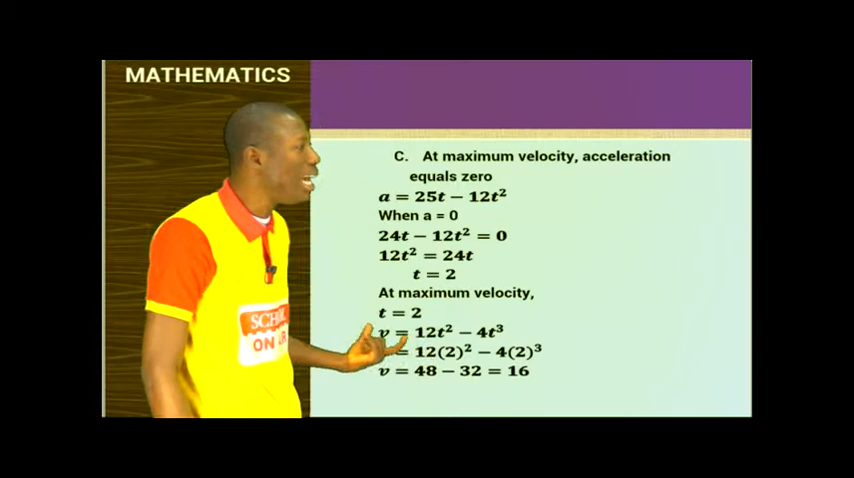 MATHEMATICS
C. At maximum velocity, acceleration
equals zero
a = 25t − 12t²
When a = 0
24t − 12t² = 0
12t² = 24t
t = 2
At maximum velocity,
t = 2
v = 12t² − 4t³
= 12(2)² − 4(2)³
v = 48 − 32 = 16
ON